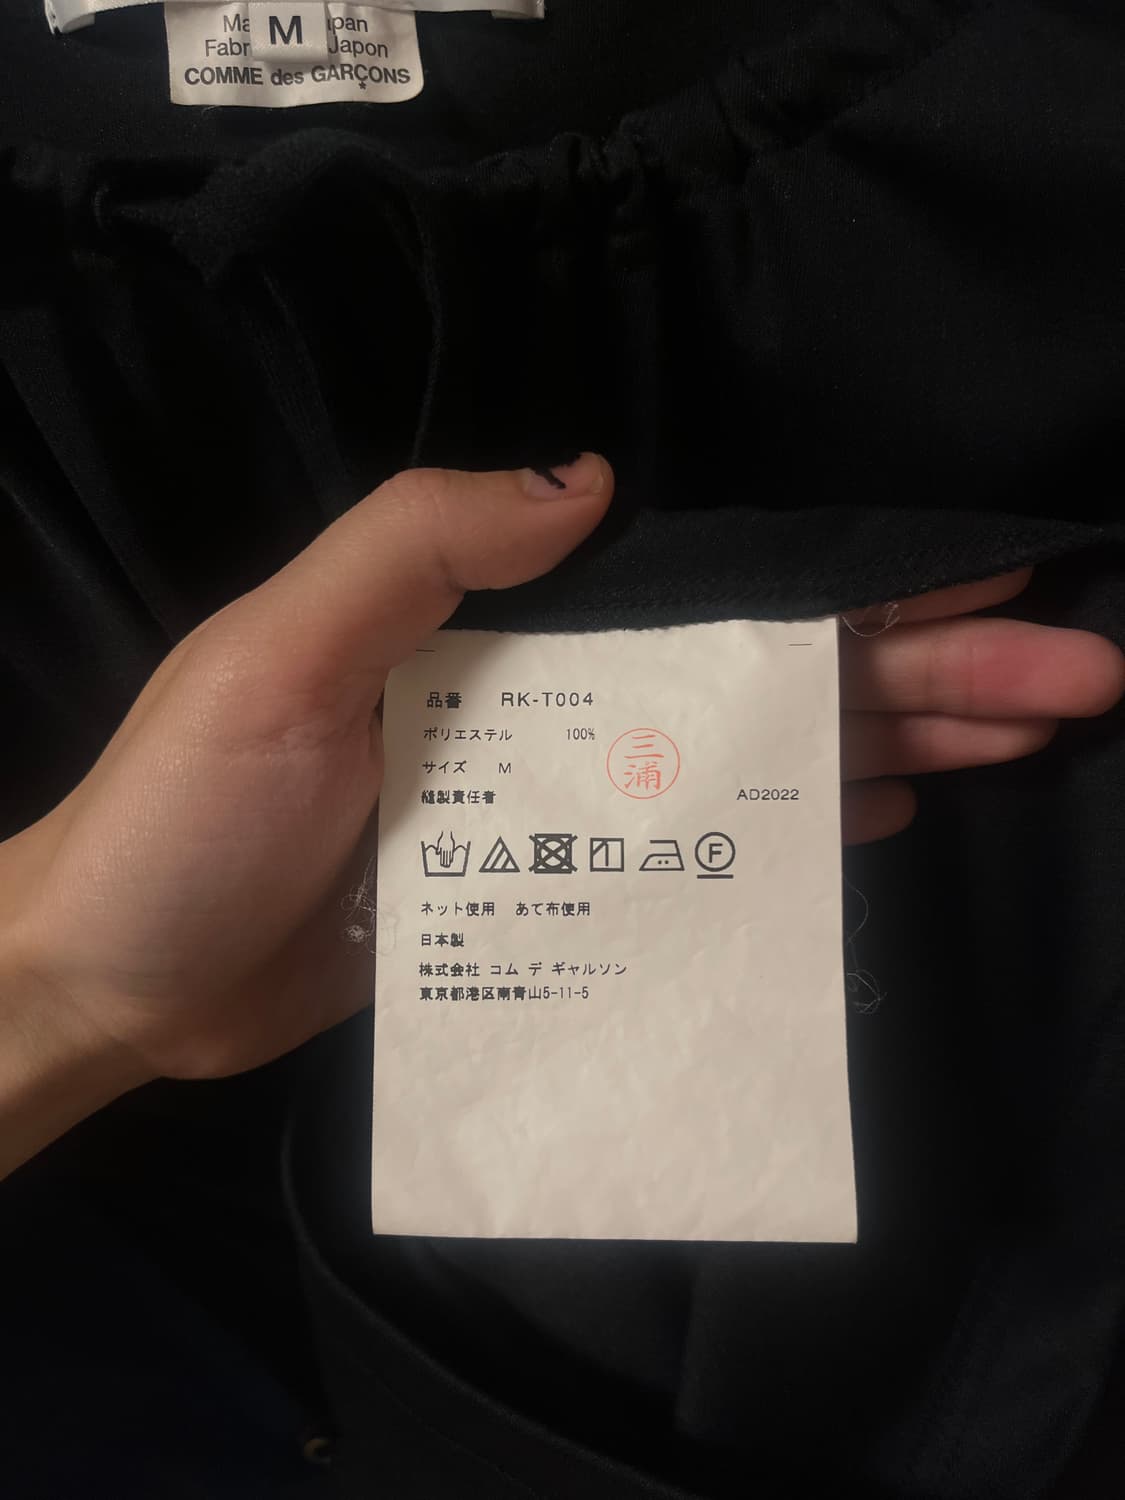 Ma M apan
Fabr Japon
COMME des GARÇONS
品番 RK-T004
ポリエステル 100%
サイズ M
三浦
縫製責任者 AD2022
F
ネット使用 あて布使用
日本製
株式会社 コム デ ギャルソン
東京都港区南青山5-11-5